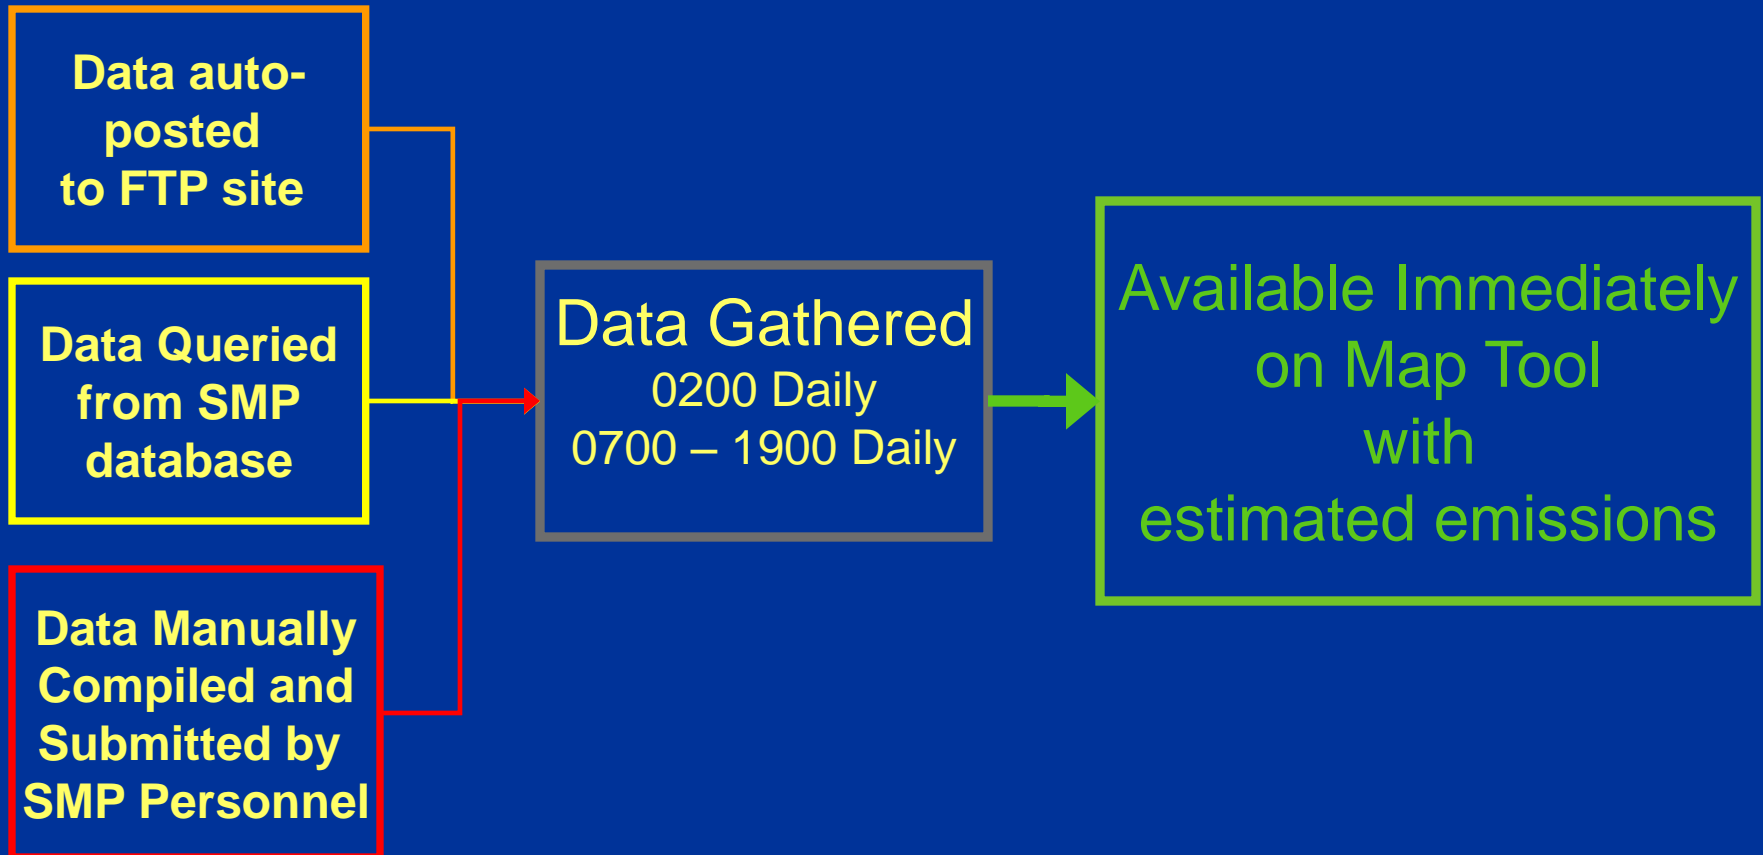 Data auto-
posted
to FTP site
Data Queried
from SMP
database
Data Manually
Compiled and
Submitted by
SMP Personnel
Data Gathered
0200 Daily
0700 – 1900 Daily
Available Immediately
on Map Tool
with
estimated emissions